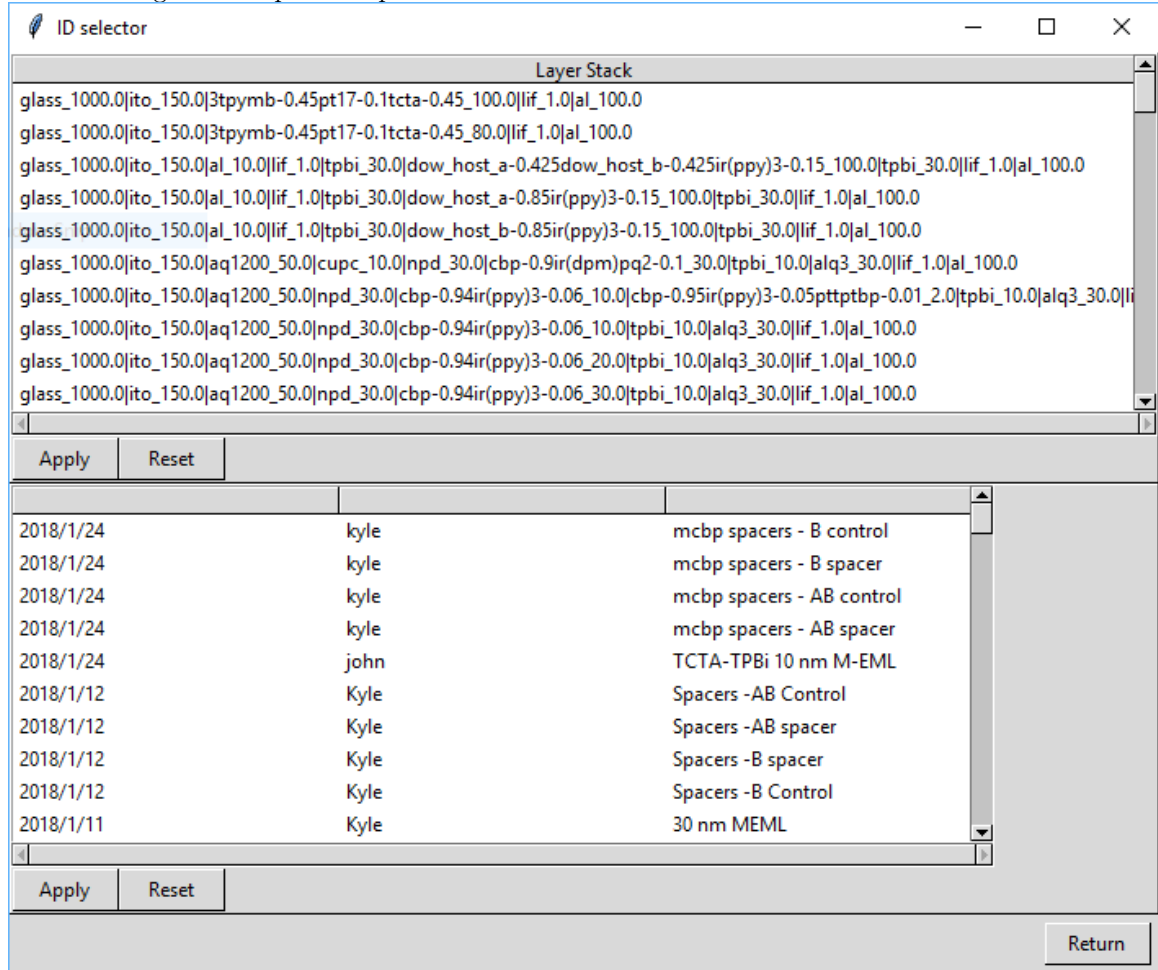 ID selector
Layer Stack
glass_1000.0|ito_150.0|3tpymb-0.45pt17-0.1tcta-0.45_100.0|lif_1.0|al_100.0
glass_1000.0|ito_150.0|3tpymb-0.45pt17-0.1tcta-0.45_80.0|lif_1.0|al_100.0
glass_1000.0|ito_150.0|al_10.0|lif_1.0|tpbi_30.0|dow_host_a-0.425dow_host_b-0.425ir(ppy)3-0.15_100.0|tpbi_30.0|lif_1.0|al_100.0
glass_1000.0|ito_150.0|al_10.0|lif_1.0|tpbi_30.0|dow_host_a-0.85ir(ppy)3-0.15_100.0|tpbi_30.0|lif_1.0|al_100.0
glass_1000.0|ito_150.0|al_10.0|lif_1.0|tpbi_30.0|dow_host_b-0.85ir(ppy)3-0.15_100.0|tpbi_30.0|lif_1.0|al_100.0
glass_1000.0|ito_150.0|aq1200_50.0|cupc_10.0|npd_30.0|cbp-0.9ir(dpm)pq2-0.1_30.0|tpbi_10.0|alq3_30.0|lif_1.0|al_100.0
glass_1000.0|ito_150.0|aq1200_50.0|npd_30.0|cbp-0.94ir(ppy)3-0.06_10.0|cbp-0.95ir(ppy)3-0.05pttptbp-0.01_2.0|tpbi_10.0|alq3_30.0|li
glass_1000.0|ito_150.0|aq1200_50.0|npd_30.0|cbp-0.94ir(ppy)3-0.06_10.0|tpbi_10.0|alq3_30.0|lif_1.0|al_100.0
glass_1000.0|ito_150.0|aq1200_50.0|npd_30.0|cbp-0.94ir(ppy)3-0.06_20.0|tpbi_10.0|alq3_30.0|lif_1.0|al_100.0
glass_1000.0|ito_150.0|aq1200_50.0|npd_30.0|cbp-0.94ir(ppy)3-0.06_30.0|tpbi_10.0|alq3_30.0|lif_1.0|al_100.0
Apply Reset
2018/1/24 kyle mcbp spacers - B control
2018/1/24 kyle mcbp spacers - B spacer
2018/1/24 kyle mcbp spacers - AB control
2018/1/24 kyle mcbp spacers - AB spacer
2018/1/24 john TCTA-TPBi 10 nm M-EML
2018/1/12 Kyle Spacers -AB Control
2018/1/12 Kyle Spacers -AB spacer
2018/1/12 Kyle Spacers -B spacer
2018/1/12 Kyle Spacers -B Control
2018/1/11 Kyle 30 nm MEML
Apply Reset
Return